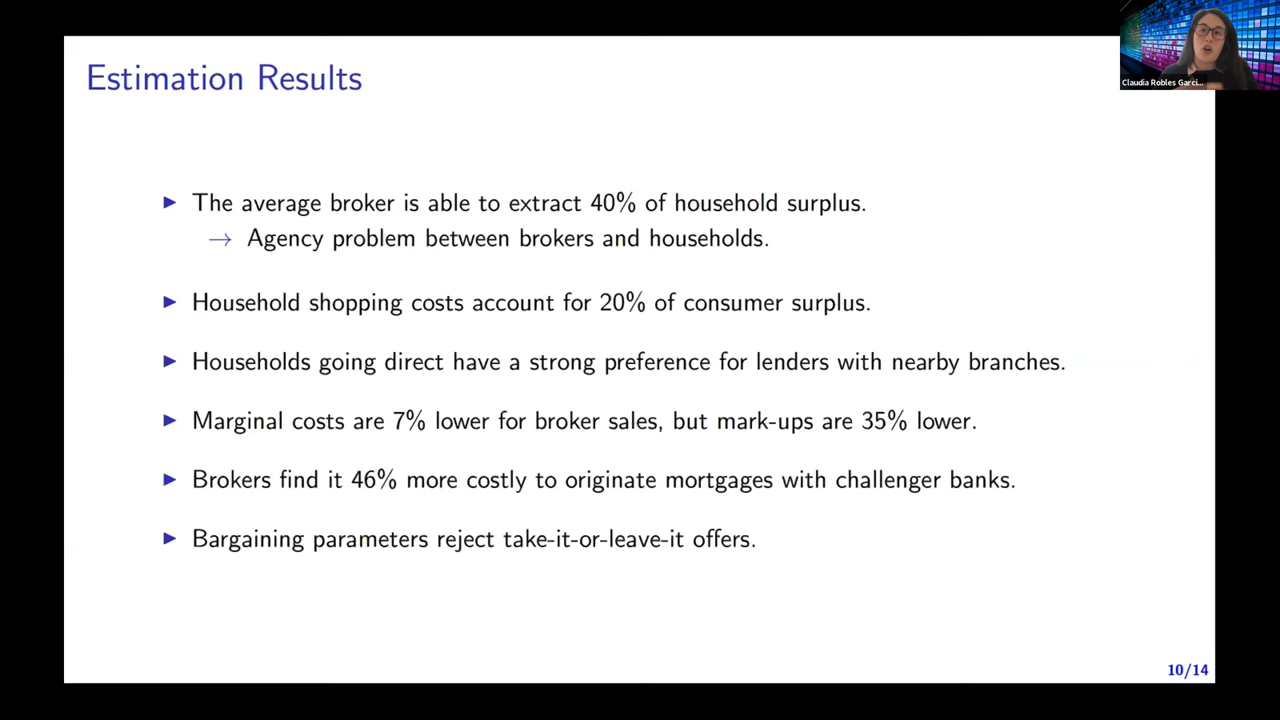 Estimation Results
Claudia Robles Garci...
► The average broker is able to extract 40% of household surplus.
→ Agency problem between brokers and households.
► Household shopping costs account for 20% of consumer surplus.
► Households going direct have a strong preference for lenders with nearby branches.
► Marginal costs are 7% lower for broker sales, but mark-ups are 35% lower.
► Brokers find it 46% more costly to originate mortgages with challenger banks.
► Bargaining parameters reject take-it-or-leave-it offers.
10/14